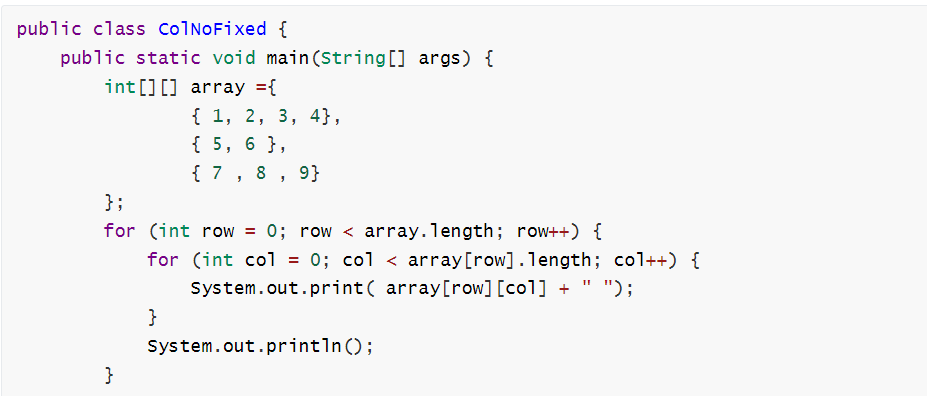 public class ColNoFixed {
    public static void main(String[] args) {
        int[][] array ={
                { 1, 2, 3, 4},
                { 5, 6 },
                { 7 , 8 , 9}
        };
        for (int row = 0; row < array.length; row++) {
            for (int col = 0; col < array[row].length; col++) {
                System.out.print( array[row][col] + " ");
            }
            System.out.println();
        }